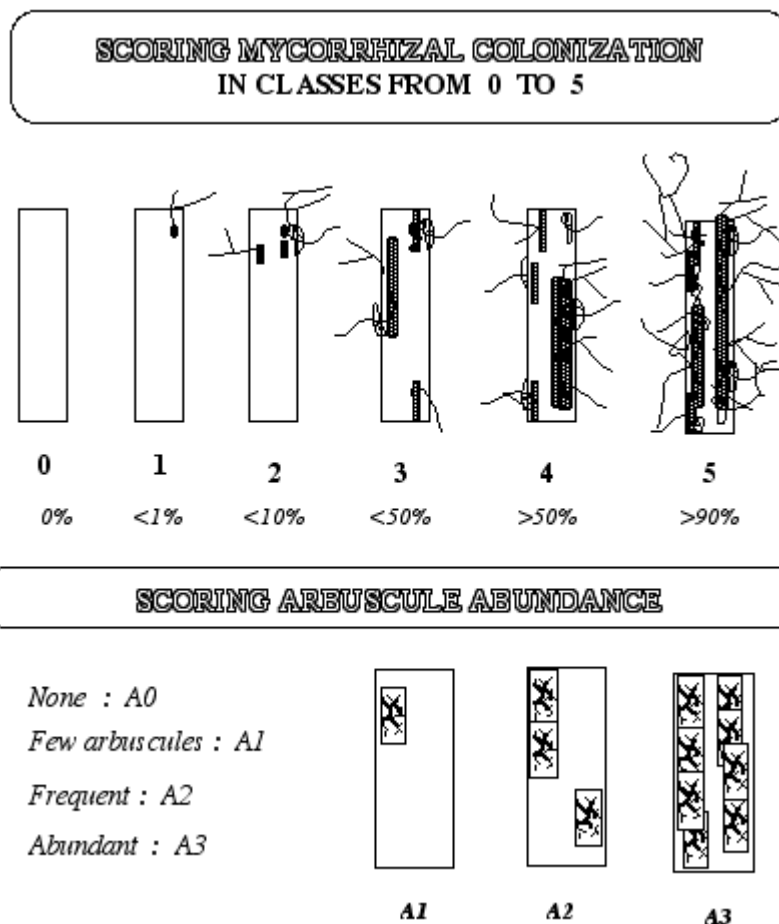 SCORING MYCORRHIZAL COLONIZATION
IN CLASSES FROM 0 TO 5
0 1 2 3 4 5
0% <1% <10% <50% >50% >90%
SCORING ARBUSCULE ABUNDANCE
None : A0
Few arbuscules : A1
Frequent : A2
Abundant : A3
A1 A2 A3